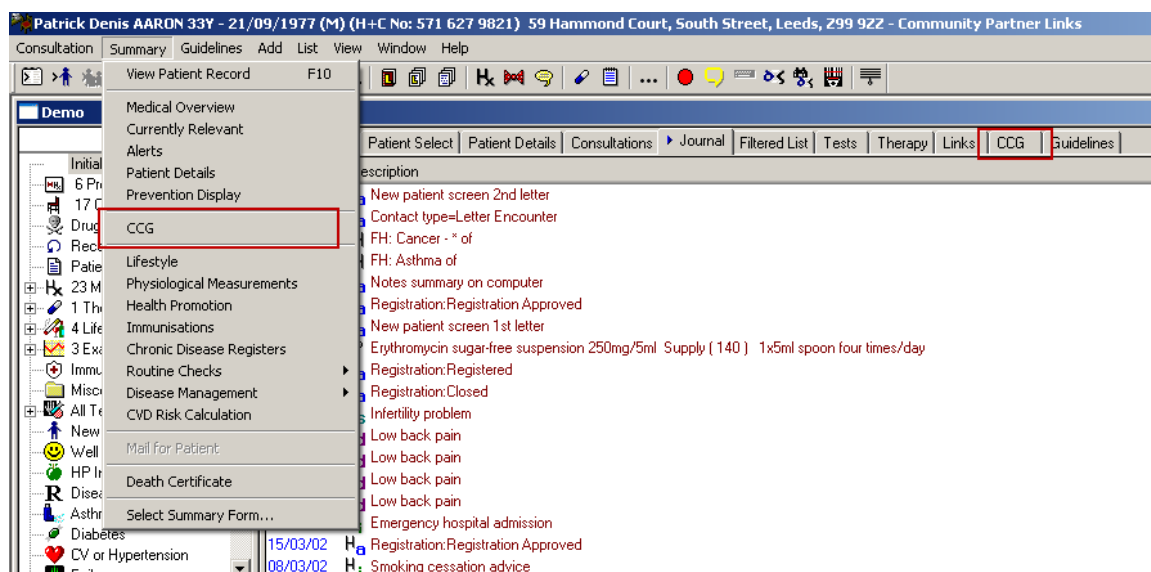 Patrick Denis AARON 33Y - 21/09/1977 (M) (H+C No: 571 627 9821) 59 Hammond Court, South Street, Leeds, Z99 9ZZ - Community Partner Links
Consultation Summary Guidelines Add List View Window Help
View Patient Record F10
Demo
Medical Overview
Currently Relevant
Alerts
Patient Details
Prevention Display
CCG
Lifestyle
Physiological Measurements
Health Promotion
Immunisations
Chronic Disease Registers
Routine Checks
Disease Management
CVD Risk Calculation
Mail for Patient
Death Certificate
Select Summary Form...
Initial
6 Pr
17
Drug
Rec
Patie
23 M
1 Th
4 Life
3 Exa
Immu
Misc
All Te
New
Well
HP Ir
R Disea
Asthr
Diabetes
CV or Hypertension
Patient Select Patient Details Consultations Journal Filtered List Tests Therapy Links CCG Guidelines
escription
New patient screen 2nd letter
Contact type=Letter Encounter
FH: Cancer - * of
FH: Asthma of
Notes summary on computer
Registration:Registration Approved
New patient screen 1st letter
Erythromycin sugar-free suspension 250mg/5ml Supply ( 140 ) 1x5ml spoon four times/day
Registration:Registered
Registration:Closed
Infertility problem
Low back pain
Low back pain
Low back pain
Low back pain
Emergency hospital admission
15/03/02 Ha Registration:Registration Approved
08/03/02 Smoking cessation advice